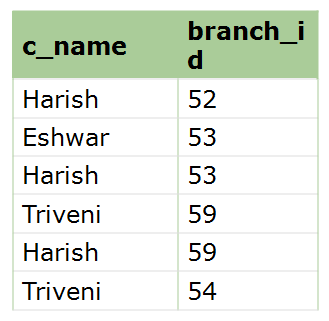 c_name branch_i
d
Harish 52
Eshwar 53
Harish 53
Triveni 59
Harish 59
Triveni 54